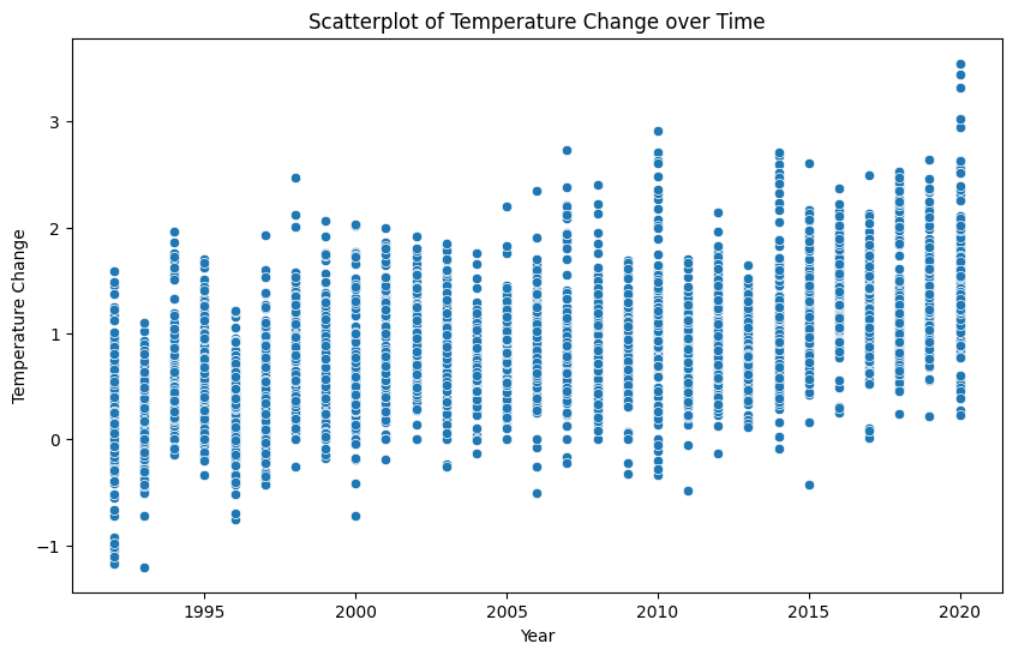 Scatterplot of Temperature Change over Time
Temperature Change
3
2
1
0
−1
1995 2000 2005 2010 2015 2020
Year